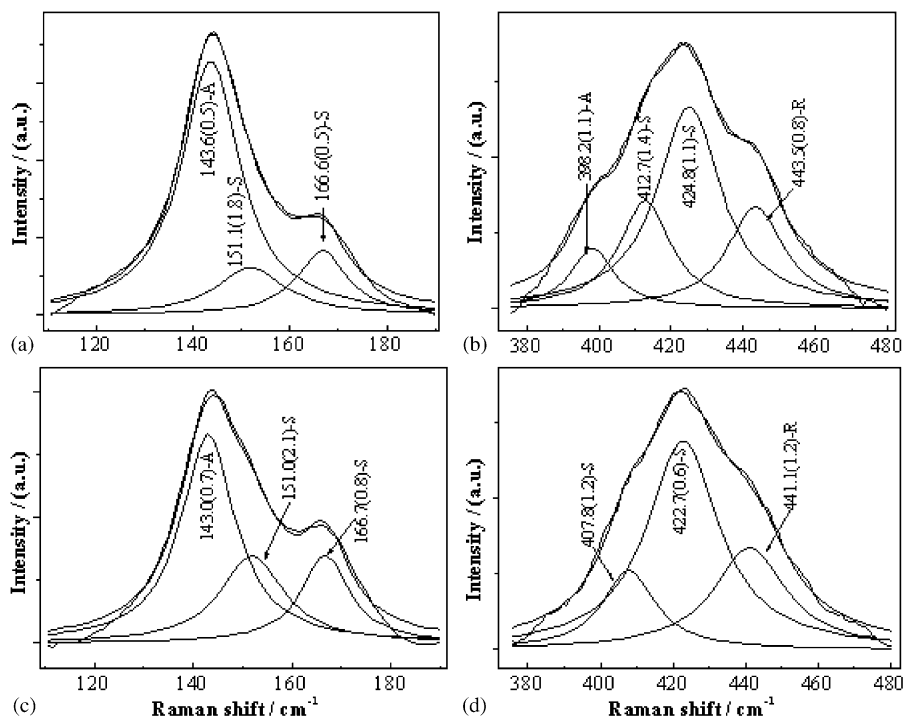 Intensity / (a.u.)
143.6(0.5)-A
151.1(1.8)-S
166.6(0.5)-S
(a)
120 140 160 180
Intensity / (a.u.)
398.2(1.1)-A
412.7(1.4)-S
424.8(1.1)-S
443.5(0.8)-R
(b)
380 400 420 440 460 480
Intensity / (a.u.)
143.0(0.7)-A
151.0(2.1)-S
166.7(0.8)-S
(c)
120 140 160 180
Raman shift / cm⁻¹
Intensity / (a.u.)
407.8(1.2)-S
422.7(0.6)-S
441.1(1.2)-R
(d)
380 400 420 440 460 480
Raman shift / cm⁻¹